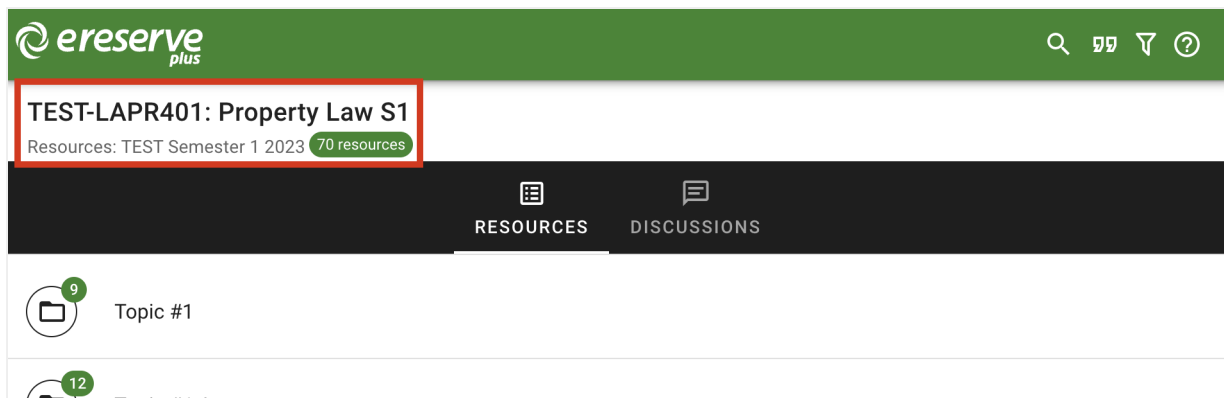 ereserve
plus
TEST-LAPR401: Property Law S1
Resources: TEST Semester 1 2023 70 resources
RESOURCES DISCUSSIONS
9
Topic #1
12